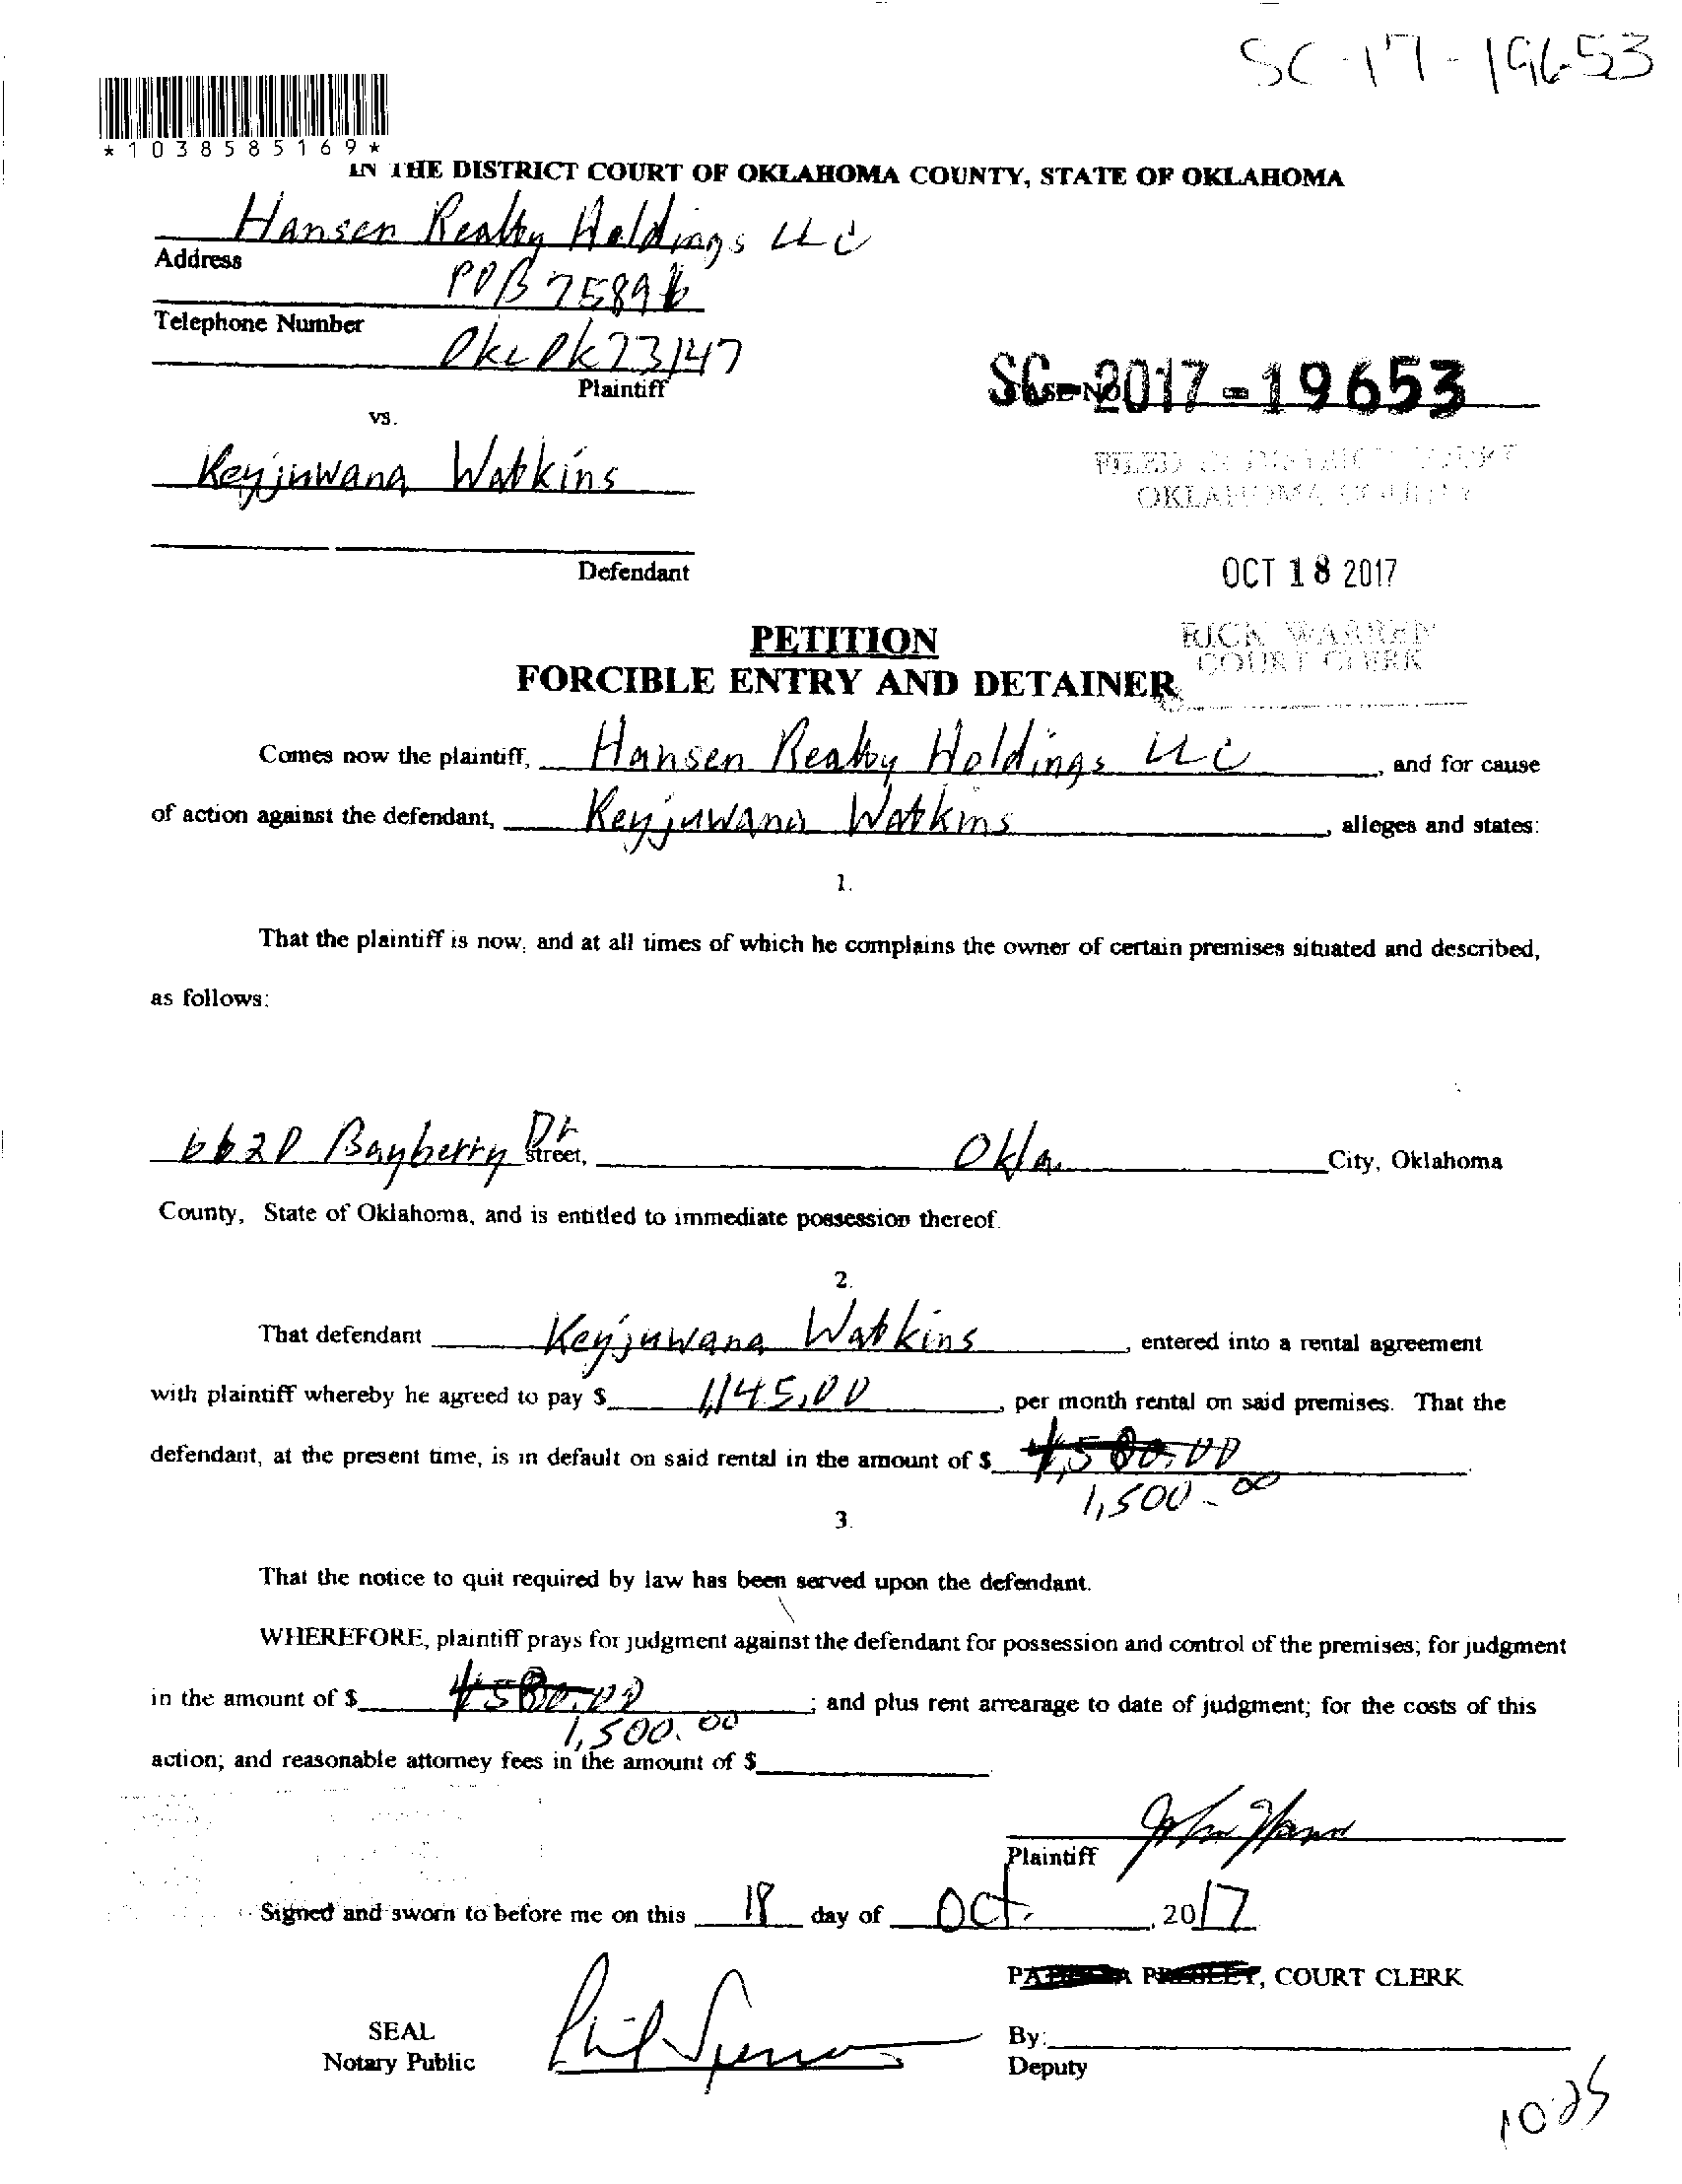 SC-17-19653
*1038585169*
IN THE DISTRICT COURT OF OKLAHOMA COUNTY, STATE OF OKLAHOMA
Hansen Realty Holdings LLC
Address
POB 75896
Telephone Number
Okc Ok 73147
Plaintiff
SC-2017-19653
CASE NO.
vs.
Keyjuwana Watkins
FILED IN DISTRICT COURT
OKLAHOMA COUNTY
Defendant
OCT 18 2017
PETITION
RICK WARREN
COURT CLERK
FORCIBLE ENTRY AND DETAINER
Comes now the plaintiff, Hansen Realty Holdings LLC, and for cause
of action against the defendant, Keyjuwana Watkins, alleges and states:
1.
That the plaintiff is now, and at all times of which he complains the owner of certain premises situated and described,
as follows:
6620 Bayberry Dr street, Okla City, Oklahoma
County, State of Oklahoma, and is entitled to immediate possession thereof.
2.
That defendant Keyjuwana Watkins, entered into a rental agreement
with plaintiff whereby he agreed to pay $ 1,145.00, per month rental on said premises. That the
defendant, at the present time, is in default on said rental in the amount of $
1,500.00
3.
That the notice to quit required by law has been served upon the defendant.
WHEREFORE, plaintiff prays for judgment against the defendant for possession and control of the premises; for judgment
in the amount of $ ; and plus rent arrearage to date of judgment; for the costs of this
1,500.00
action; and reasonable attorney fees in the amount of $
Plaintiff
Signed and sworn to before me on this 18 day of Oct., 2017
, COURT CLERK
SEAL
By:
Notary Public
Deputy
10-25